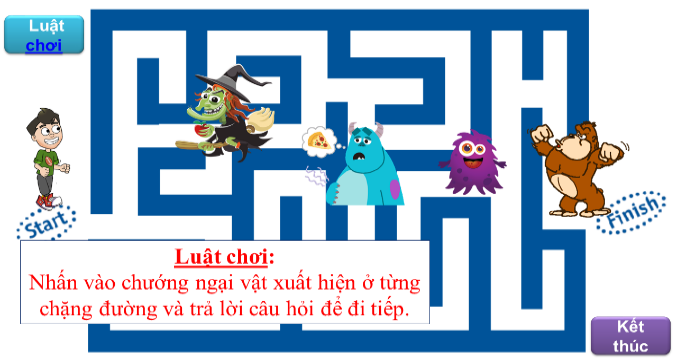 Luật
chơi
Start
Finish
Luật chơi:
Nhấn vào chướng ngại vật xuất hiện ở từng
chặng đường và trả lời câu hỏi để đi tiếp.
Kết
thúc